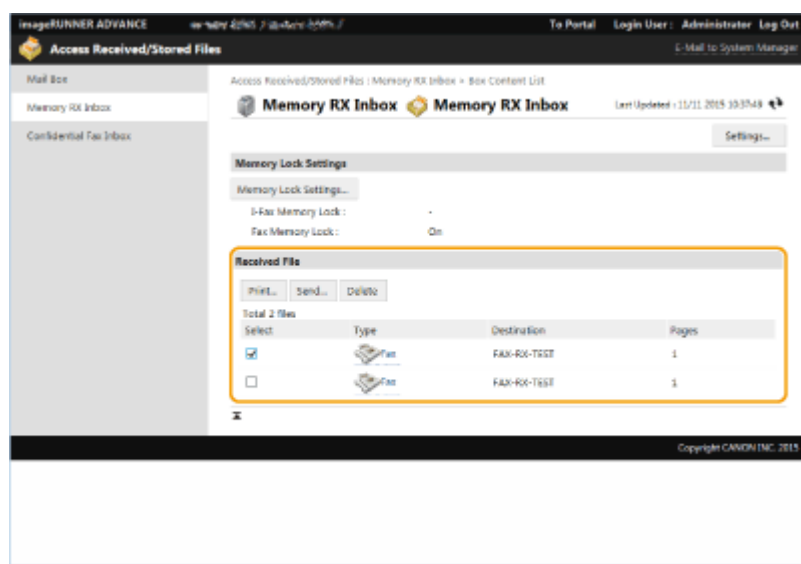 imageRUNNER ADVANCE To Portal Login User : Administrator Log Out
Access Received/Stored Files E-Mail to System Manager
Mail Box
Memory RX Inbox
Confidential Fax Inbox
Access Received/Stored Files : Memory RX Inbox > Box Content List
Memory RX Inbox Memory RX Inbox Last Updated : 11/11 2015 10:37:48
Settings...
Memory Lock Settings
Memory Lock Settings...
I-Fax Memory Lock : -
Fax Memory Lock : On
Received File
Print... Send... Delete
Total 2 files
Select Type Destination Pages
Fax FAX-RX-TEST 1
Fax FAX-RX-TEST 1
Copyright CANON INC. 2015